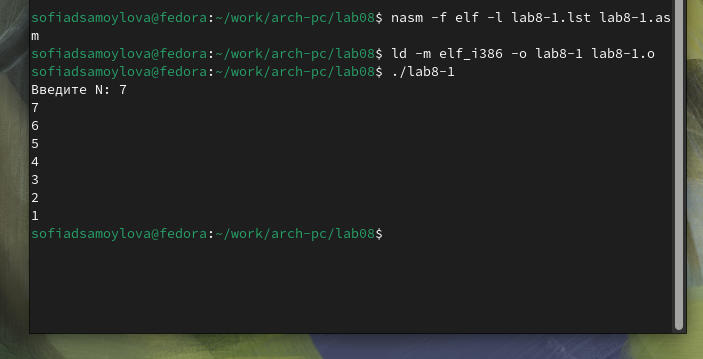 sofiadsamoylova@fedora:~/work/arch-pc/lab08$ nasm -f elf -l lab8-1.lst lab8-1.as
m
sofiadsamoylova@fedora:~/work/arch-pc/lab08$ ld -m elf_i386 -o lab8-1 lab8-1.o
sofiadsamoylova@fedora:~/work/arch-pc/lab08$ ./lab8-1
Введите N: 7
7
6
5
4
3
2
1
sofiadsamoylova@fedora:~/work/arch-pc/lab08$